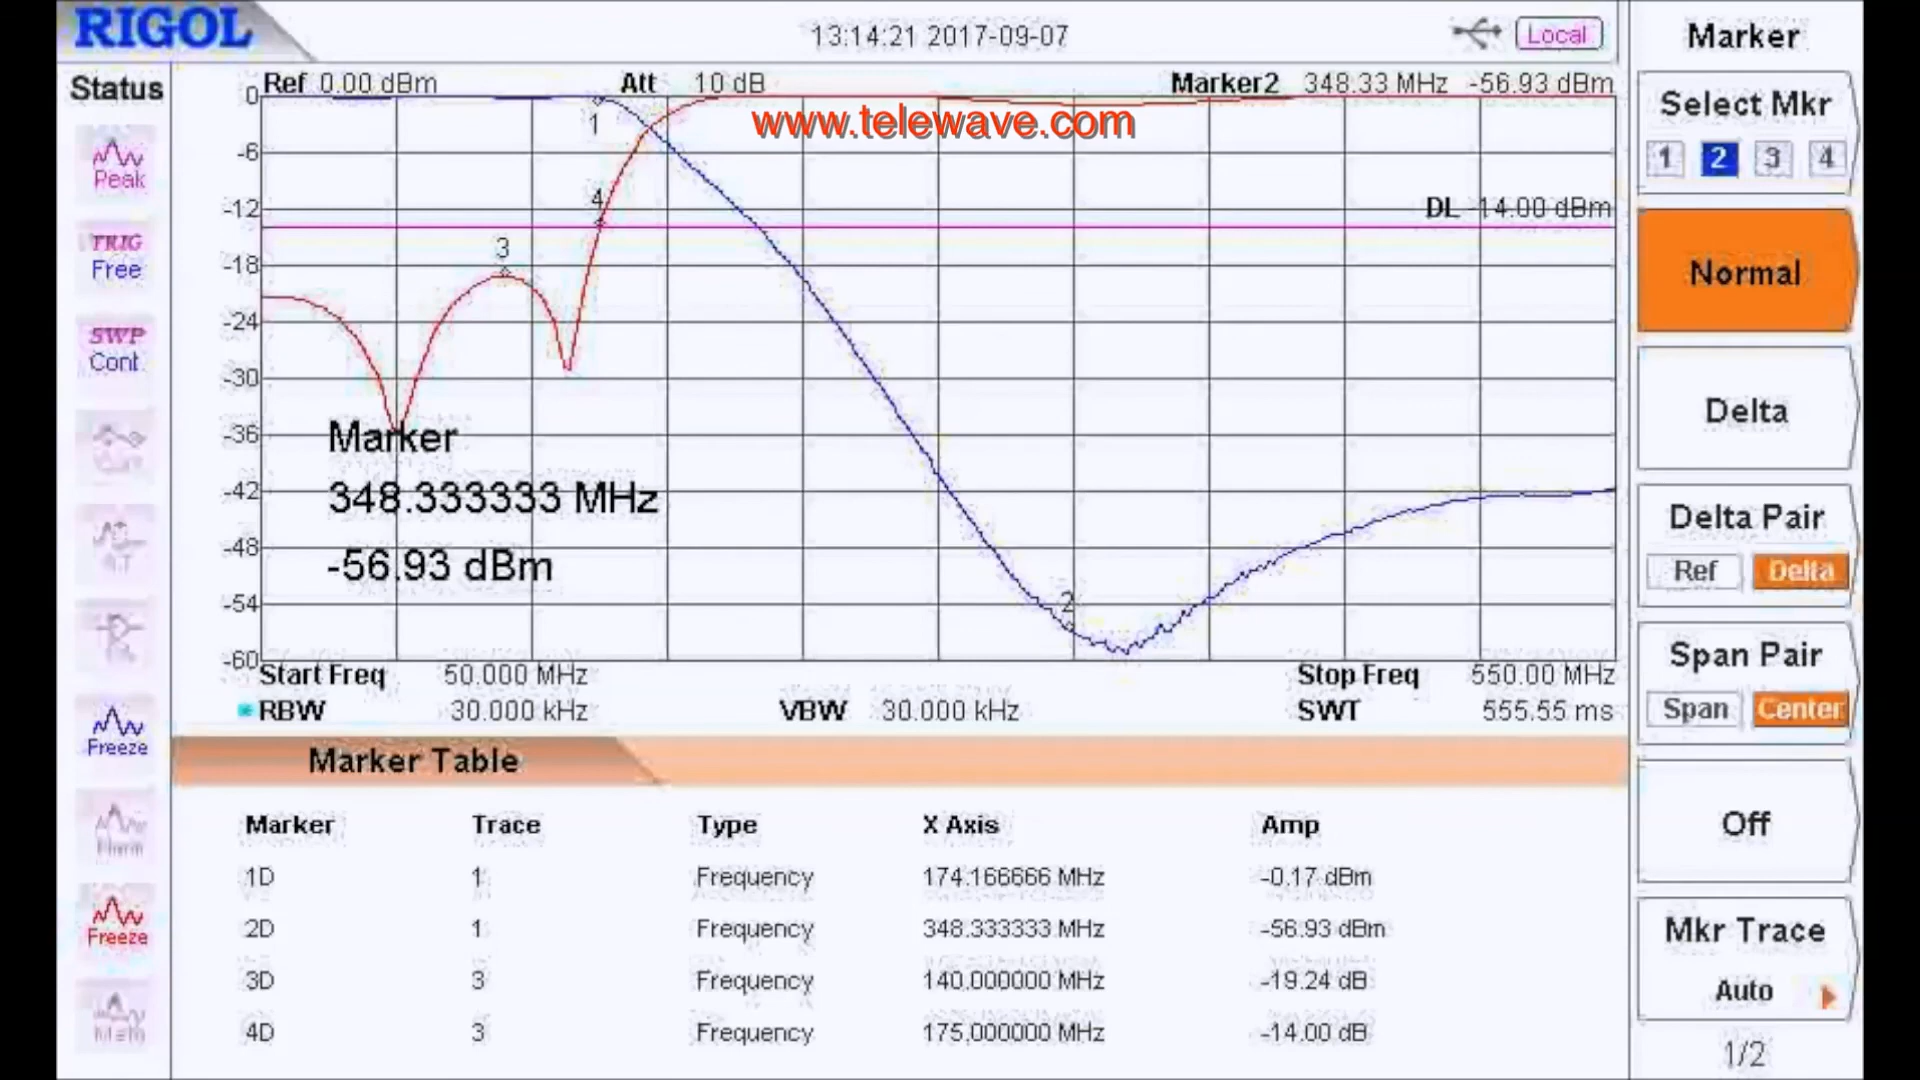 RIGOL
13:14:21 2017-09-07
Local
Status
Peak
TRIG
Free
SWP
Cont
Freeze
Freeze
Math
Ref 0.00 dBm Att 10 dB Marker2 348.33 MHz -56.93 dBm
www.telewave.com
0
-6
-12
-18
-24
-30
-36
-42
-48
-54
-60
1
4
3
2
DL -14.00 dBm
Marker
348.333333 MHz
-56.93 dBm
Start Freq 50.000 MHz Stop Freq 550.00 MHz
RBW 30.000 kHz VBW 30.000 kHz SWT 555.55 ms
Marker Table
Marker Trace Type X Axis Amp
1D 1 Frequency 174.166666 MHz -0.17 dBm
2D 1 Frequency 348.333333 MHz -56.93 dBm
3D 3 Frequency 140.000000 MHz -19.24 dB
4D 3 Frequency 175.000000 MHz -14.00 dB
Marker
Select Mkr
1 2 3 4
Normal
Delta
Delta Pair
Ref Delta
Span Pair
Span Center
Off
Mkr Trace
Auto
1/2